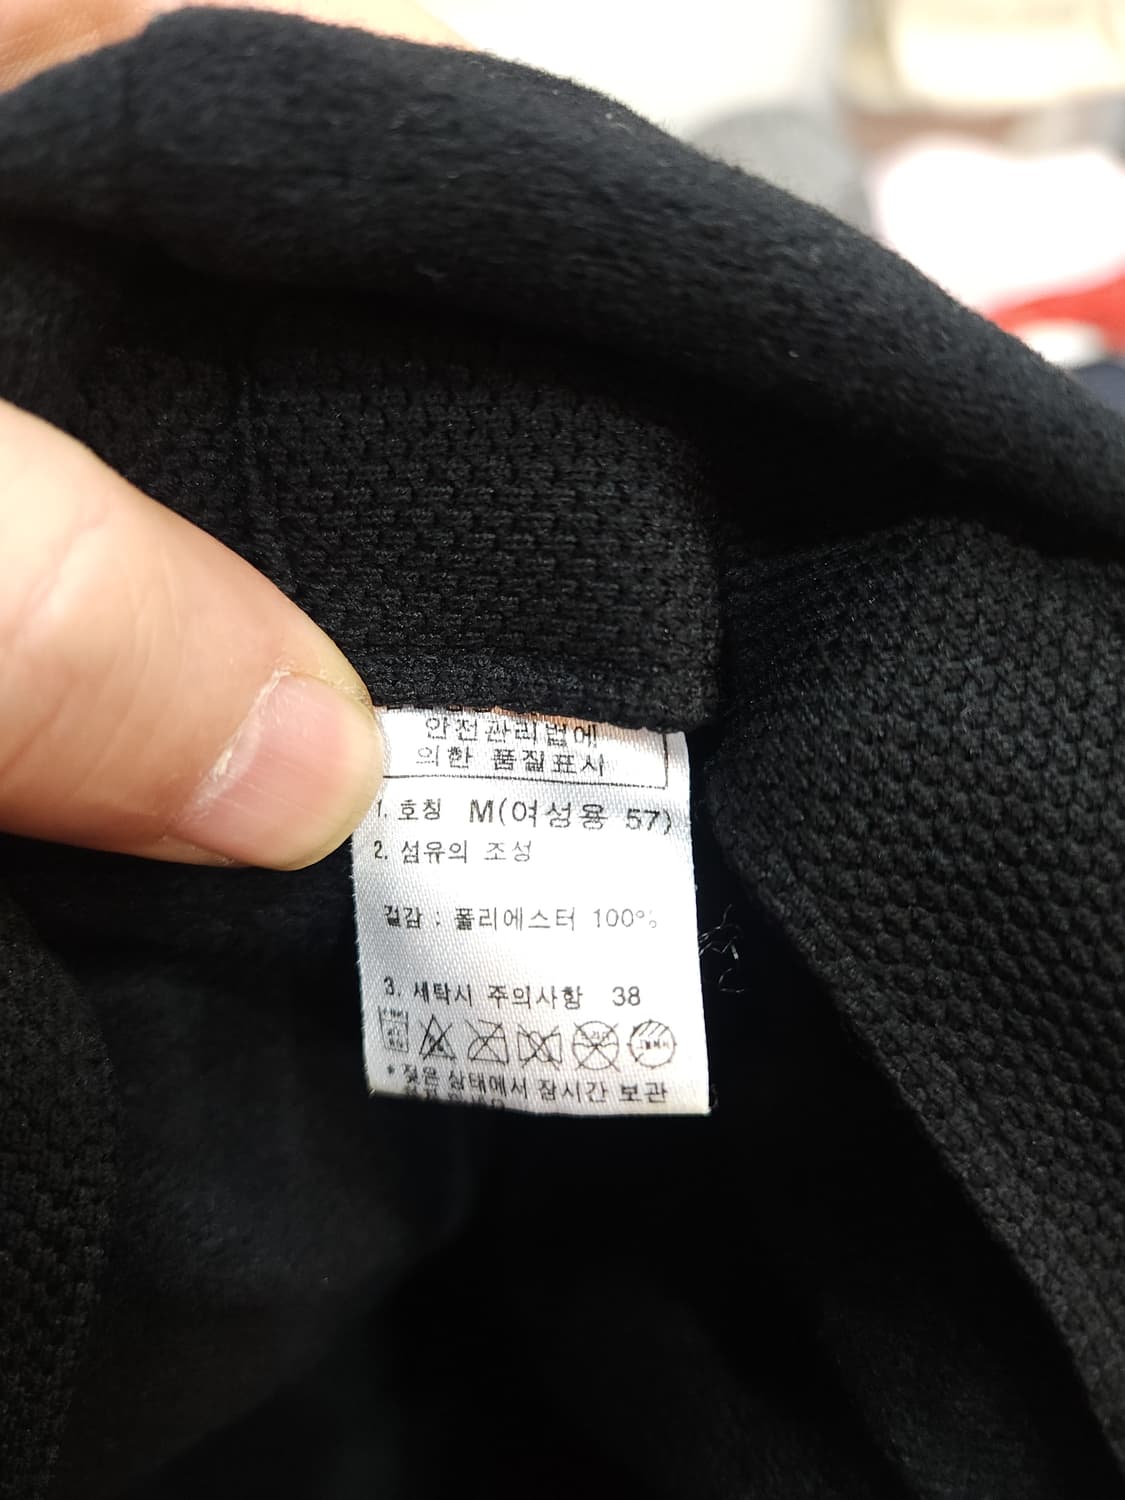 안전관리법에
의한 품질표시
1. 호칭 M(여성용 57)
2. 섬유의 조성
겉감 : 폴리에스터 100%
3. 세탁시 주의사항 38
* 젖은 상태에서 잠시간 보관